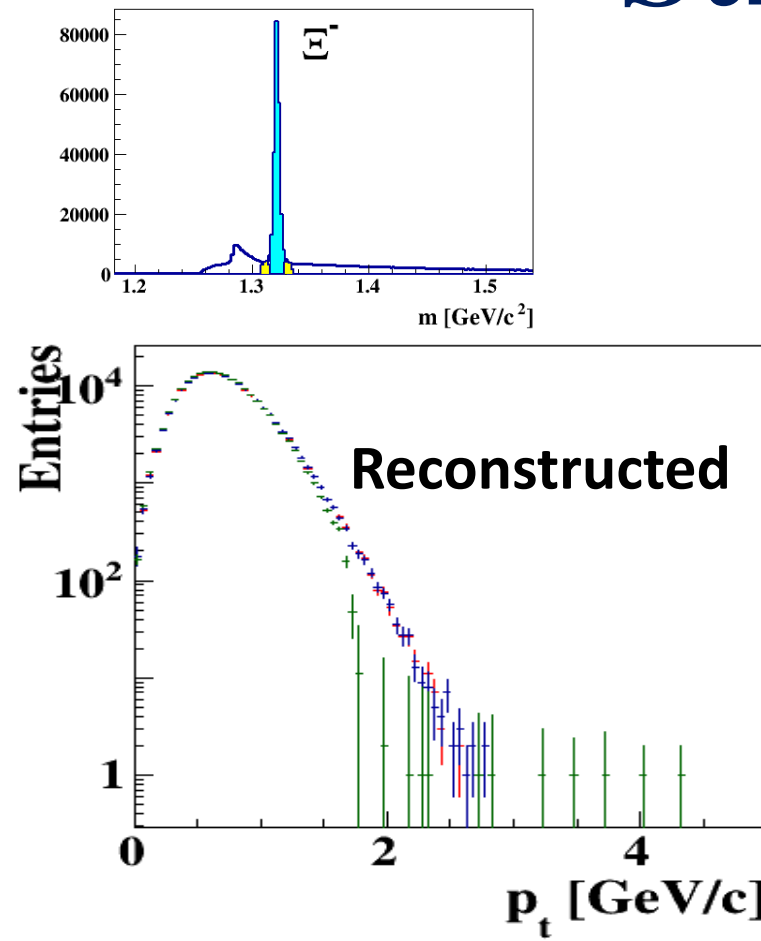 80000
Ξ⁻
60000
40000
20000
0
1.2 1.3 1.4 1.5
m [GeV/c²]
Entries
10⁴
Reconstructed
10²
1
0 2 4
pₜ [GeV/c]